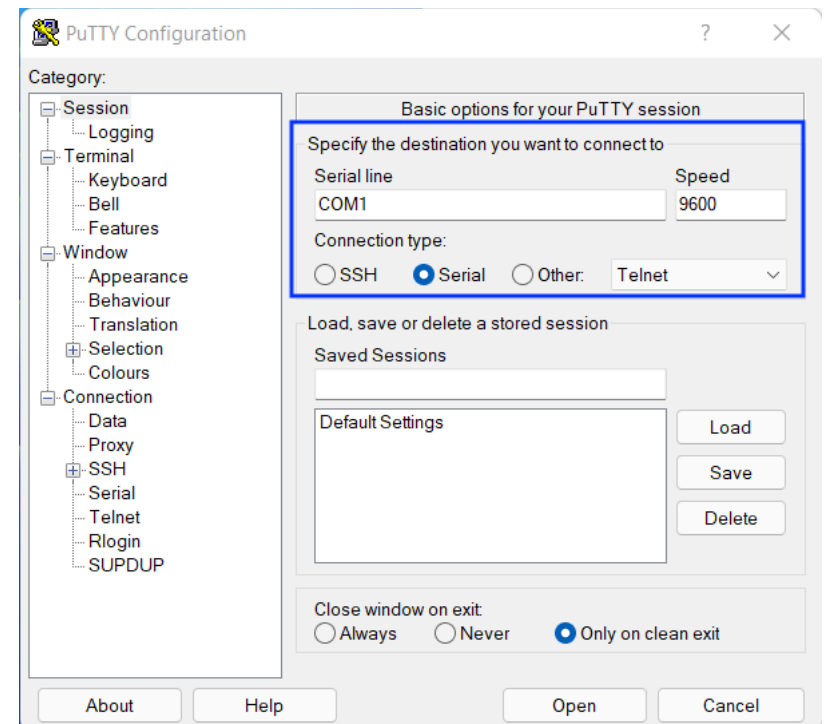 PuTTY Configuration
?
Category:
Session
Logging
Terminal
Keyboard
Bell
Features
Window
Appearance
Behaviour
Translation
Selection
Colours
Connection
Data
Proxy
SSH
Serial
Telnet
Rlogin
SUPDUP
Basic options for your PuTTY session
Specify the destination you want to connect to
Serial line Speed
COM1 9600
Connection type:
SSH Serial Other: Telnet
Load, save or delete a stored session
Saved Sessions
Default Settings
Load
Save
Delete
Close window on exit:
Always Never Only on clean exit
About Help Open Cancel